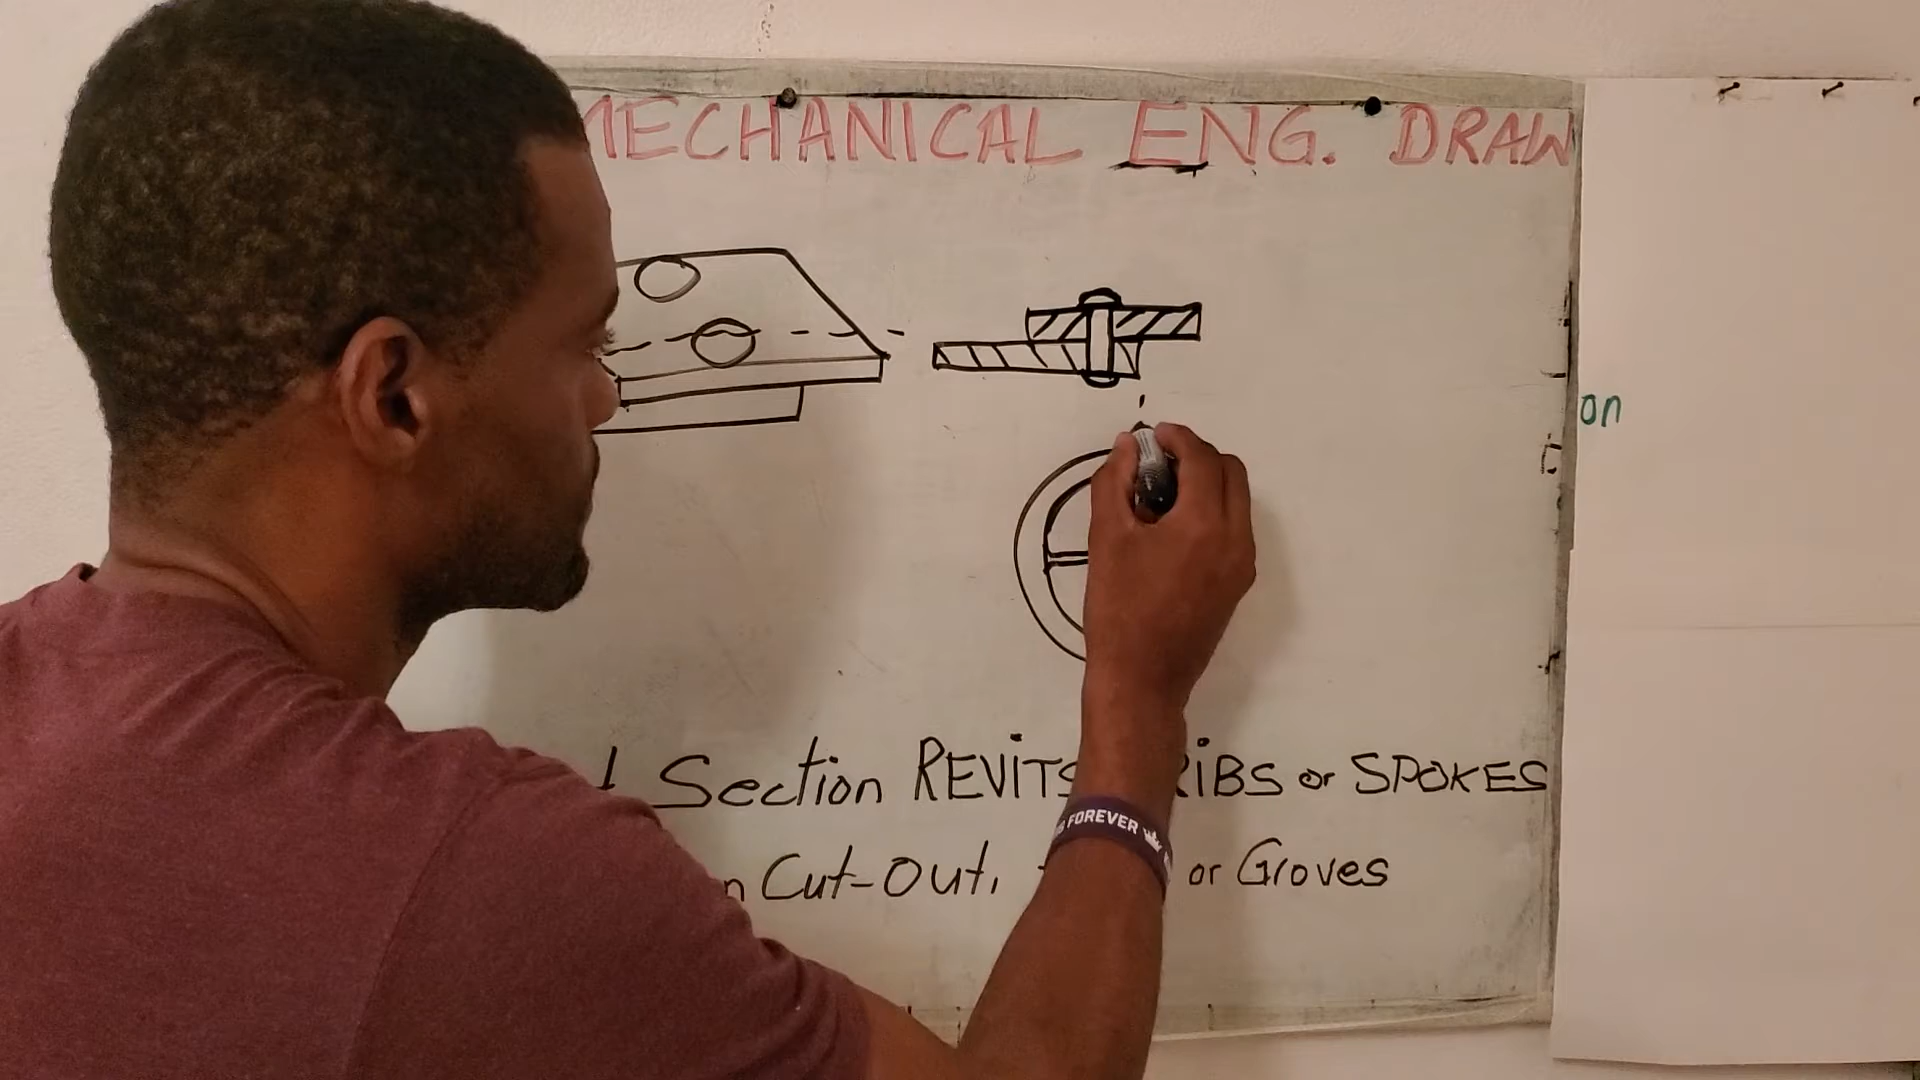 MECHANICAL ENG. DRAW
on
Section REVITS RIBS or SPOKES
Cut-Out, or Groves
FOREVER